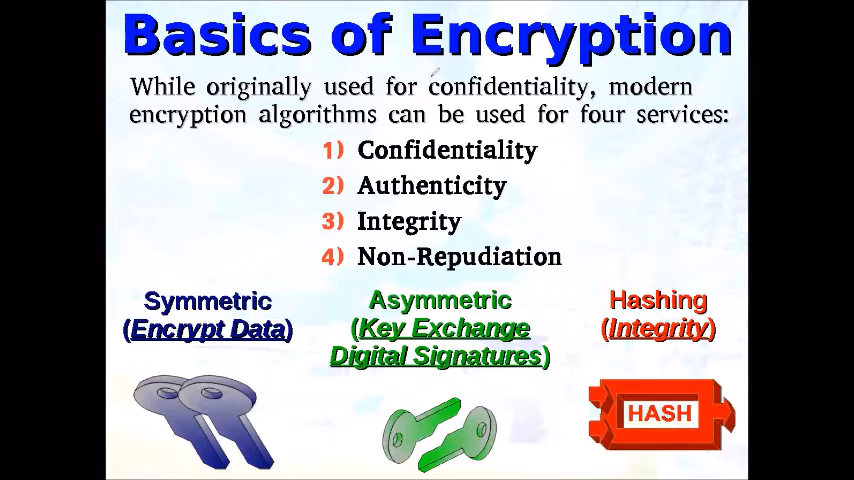 Basics of Encryption
While originally used for confidentiality, modern
encryption algorithms can be used for four services:
1) Confidentiality
2) Authenticity
3) Integrity
4) Non-Repudiation
Symmetric
(Encrypt Data)
Asymmetric
(Key Exchange
Digital Signatures)
Hashing
(Integrity)
HASH